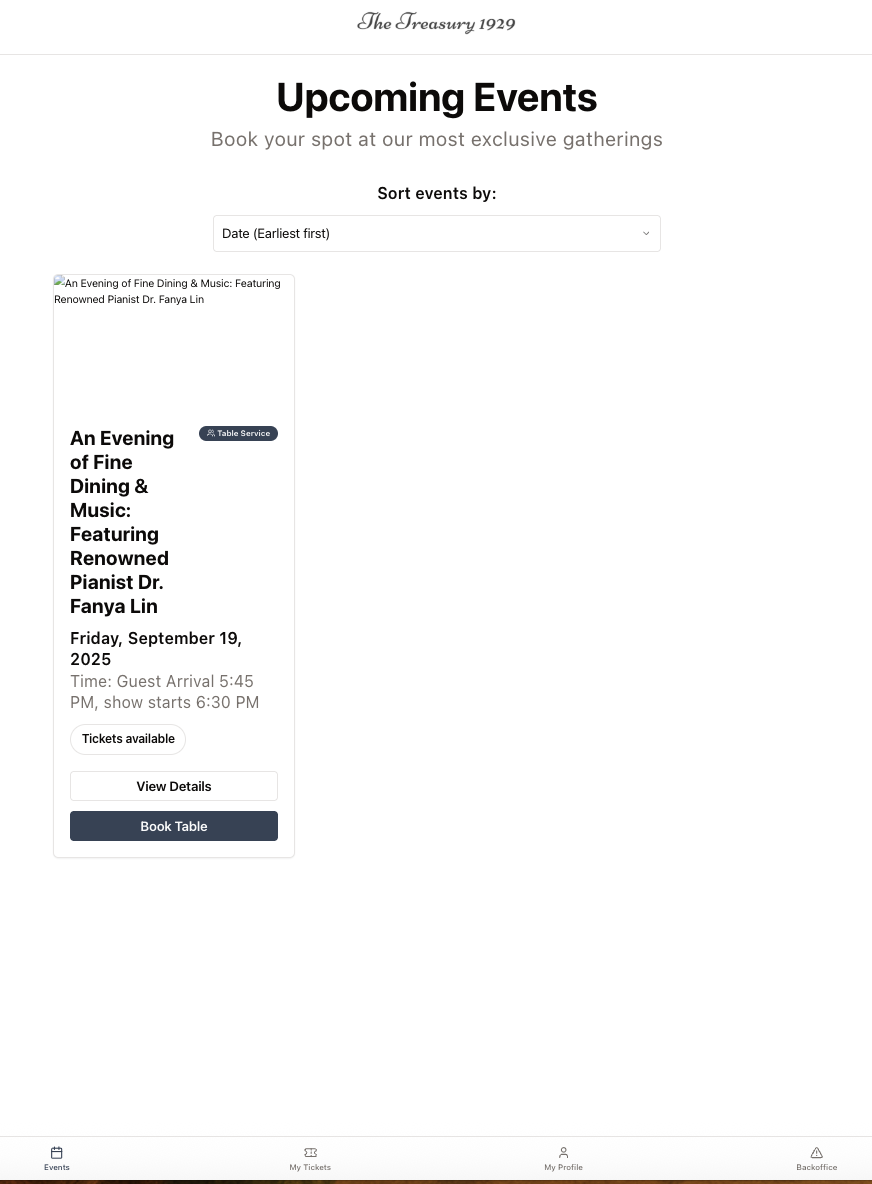 The Treasury 1929
Upcoming Events
Book your spot at our most exclusive gatherings
Sort events by:
Date (Earliest first)
An Evening of Fine Dining & Music: Featuring
Renowned Pianist Dr. Fanya Lin
An Evening
of Fine
Dining &
Music:
Featuring
Renowned
Pianist Dr.
Fanya Lin
Table Service
Friday, September 19,
2025
Time: Guest Arrival 5:45
PM, show starts 6:30 PM
Tickets available
View Details
Book Table
Events
My Tickets
My Profile
Backoffice